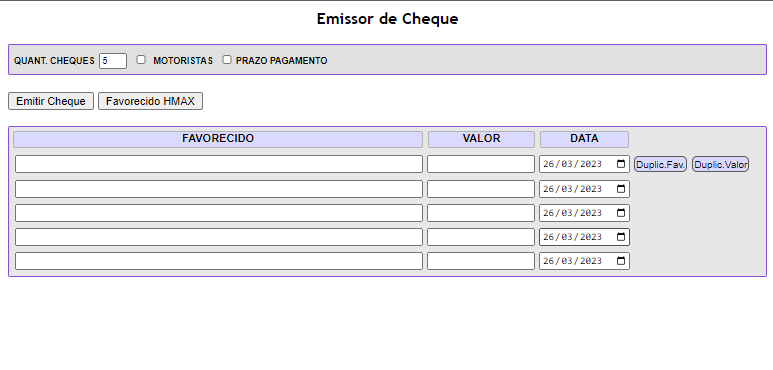 Emissor de Cheque
QUANT. CHEQUES 5 MOTORISTAS PRAZO PAGAMENTO
Emitir Cheque Favorecido HMAX
FAVORECIDO VALOR DATA
26/03/2023 Duplic.Fav. Duplic.Valor
26/03/2023
26/03/2023
26/03/2023
26/03/2023